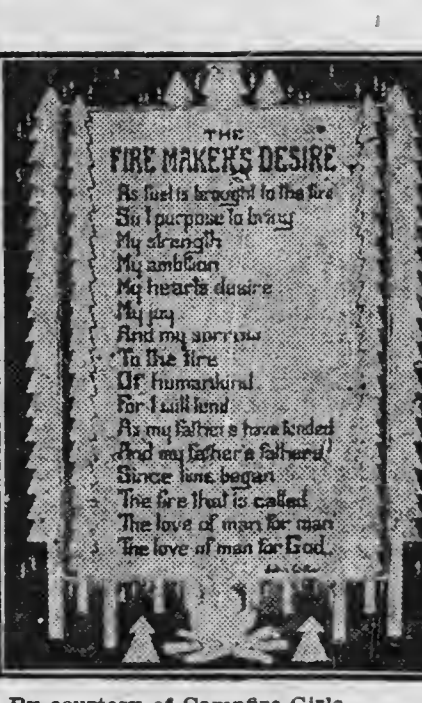 THE
FIRE MAKER'S DESIRE
As fuel is brought to the fire
So I purpose to bring
My strength
My ambition
My hearts desire
My joy
And my sorrow
To the fire
Of humankind.
For I will tend
As my fathers have tended
And my father's fathers
Since time began
The fire that is called
The love of man for man
The love of man for God.
By courtesy of Campfire Girls